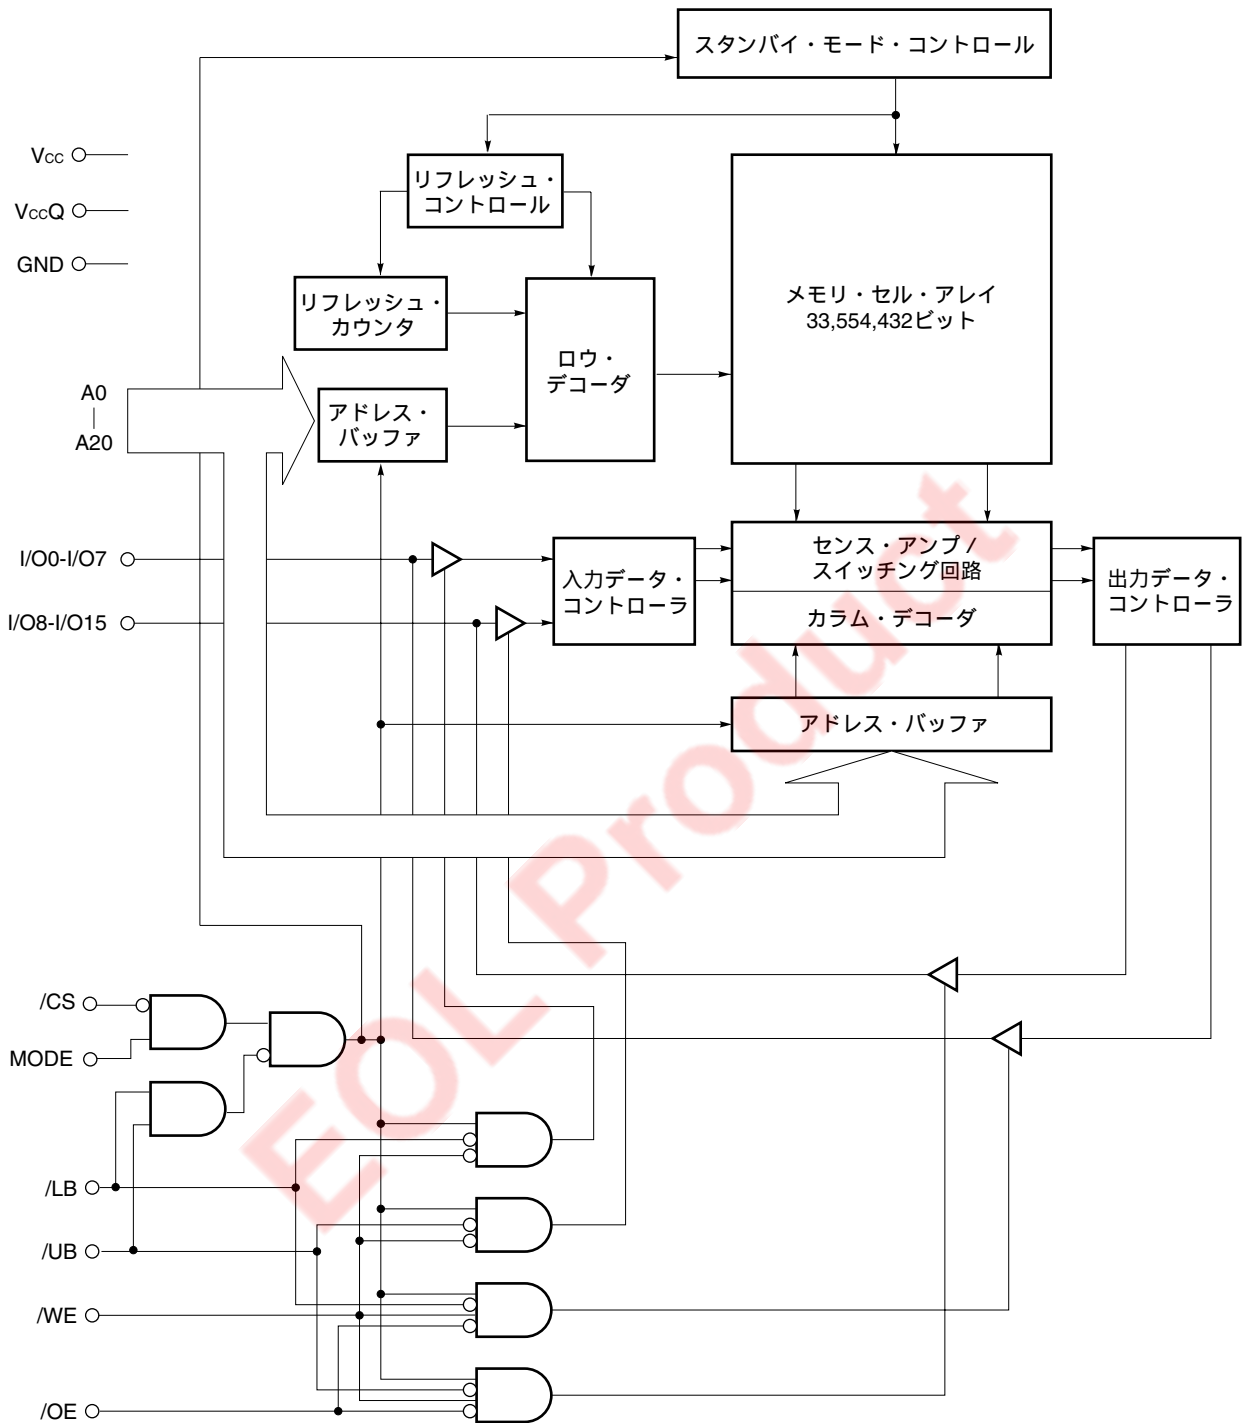 スタンバイ・モード・コントロール
VCC
VCCQ
GND
リフレッシュ・
コントロール
リフレッシュ・
カウンタ
ロウ・
デコーダ
メモリ・セル・アレイ
33,554,432ビット
A0
A20
アドレス・
バッファ
I/O0-I/O7
I/O8-I/O15
入力データ・
コントローラ
センス・アンプ /
スイッチング回路
カラム・デコーダ
出力データ・
コントローラ
アドレス・バッファ
/CS
MODE
/LB
/UB
/WE
/OE
EOL Product